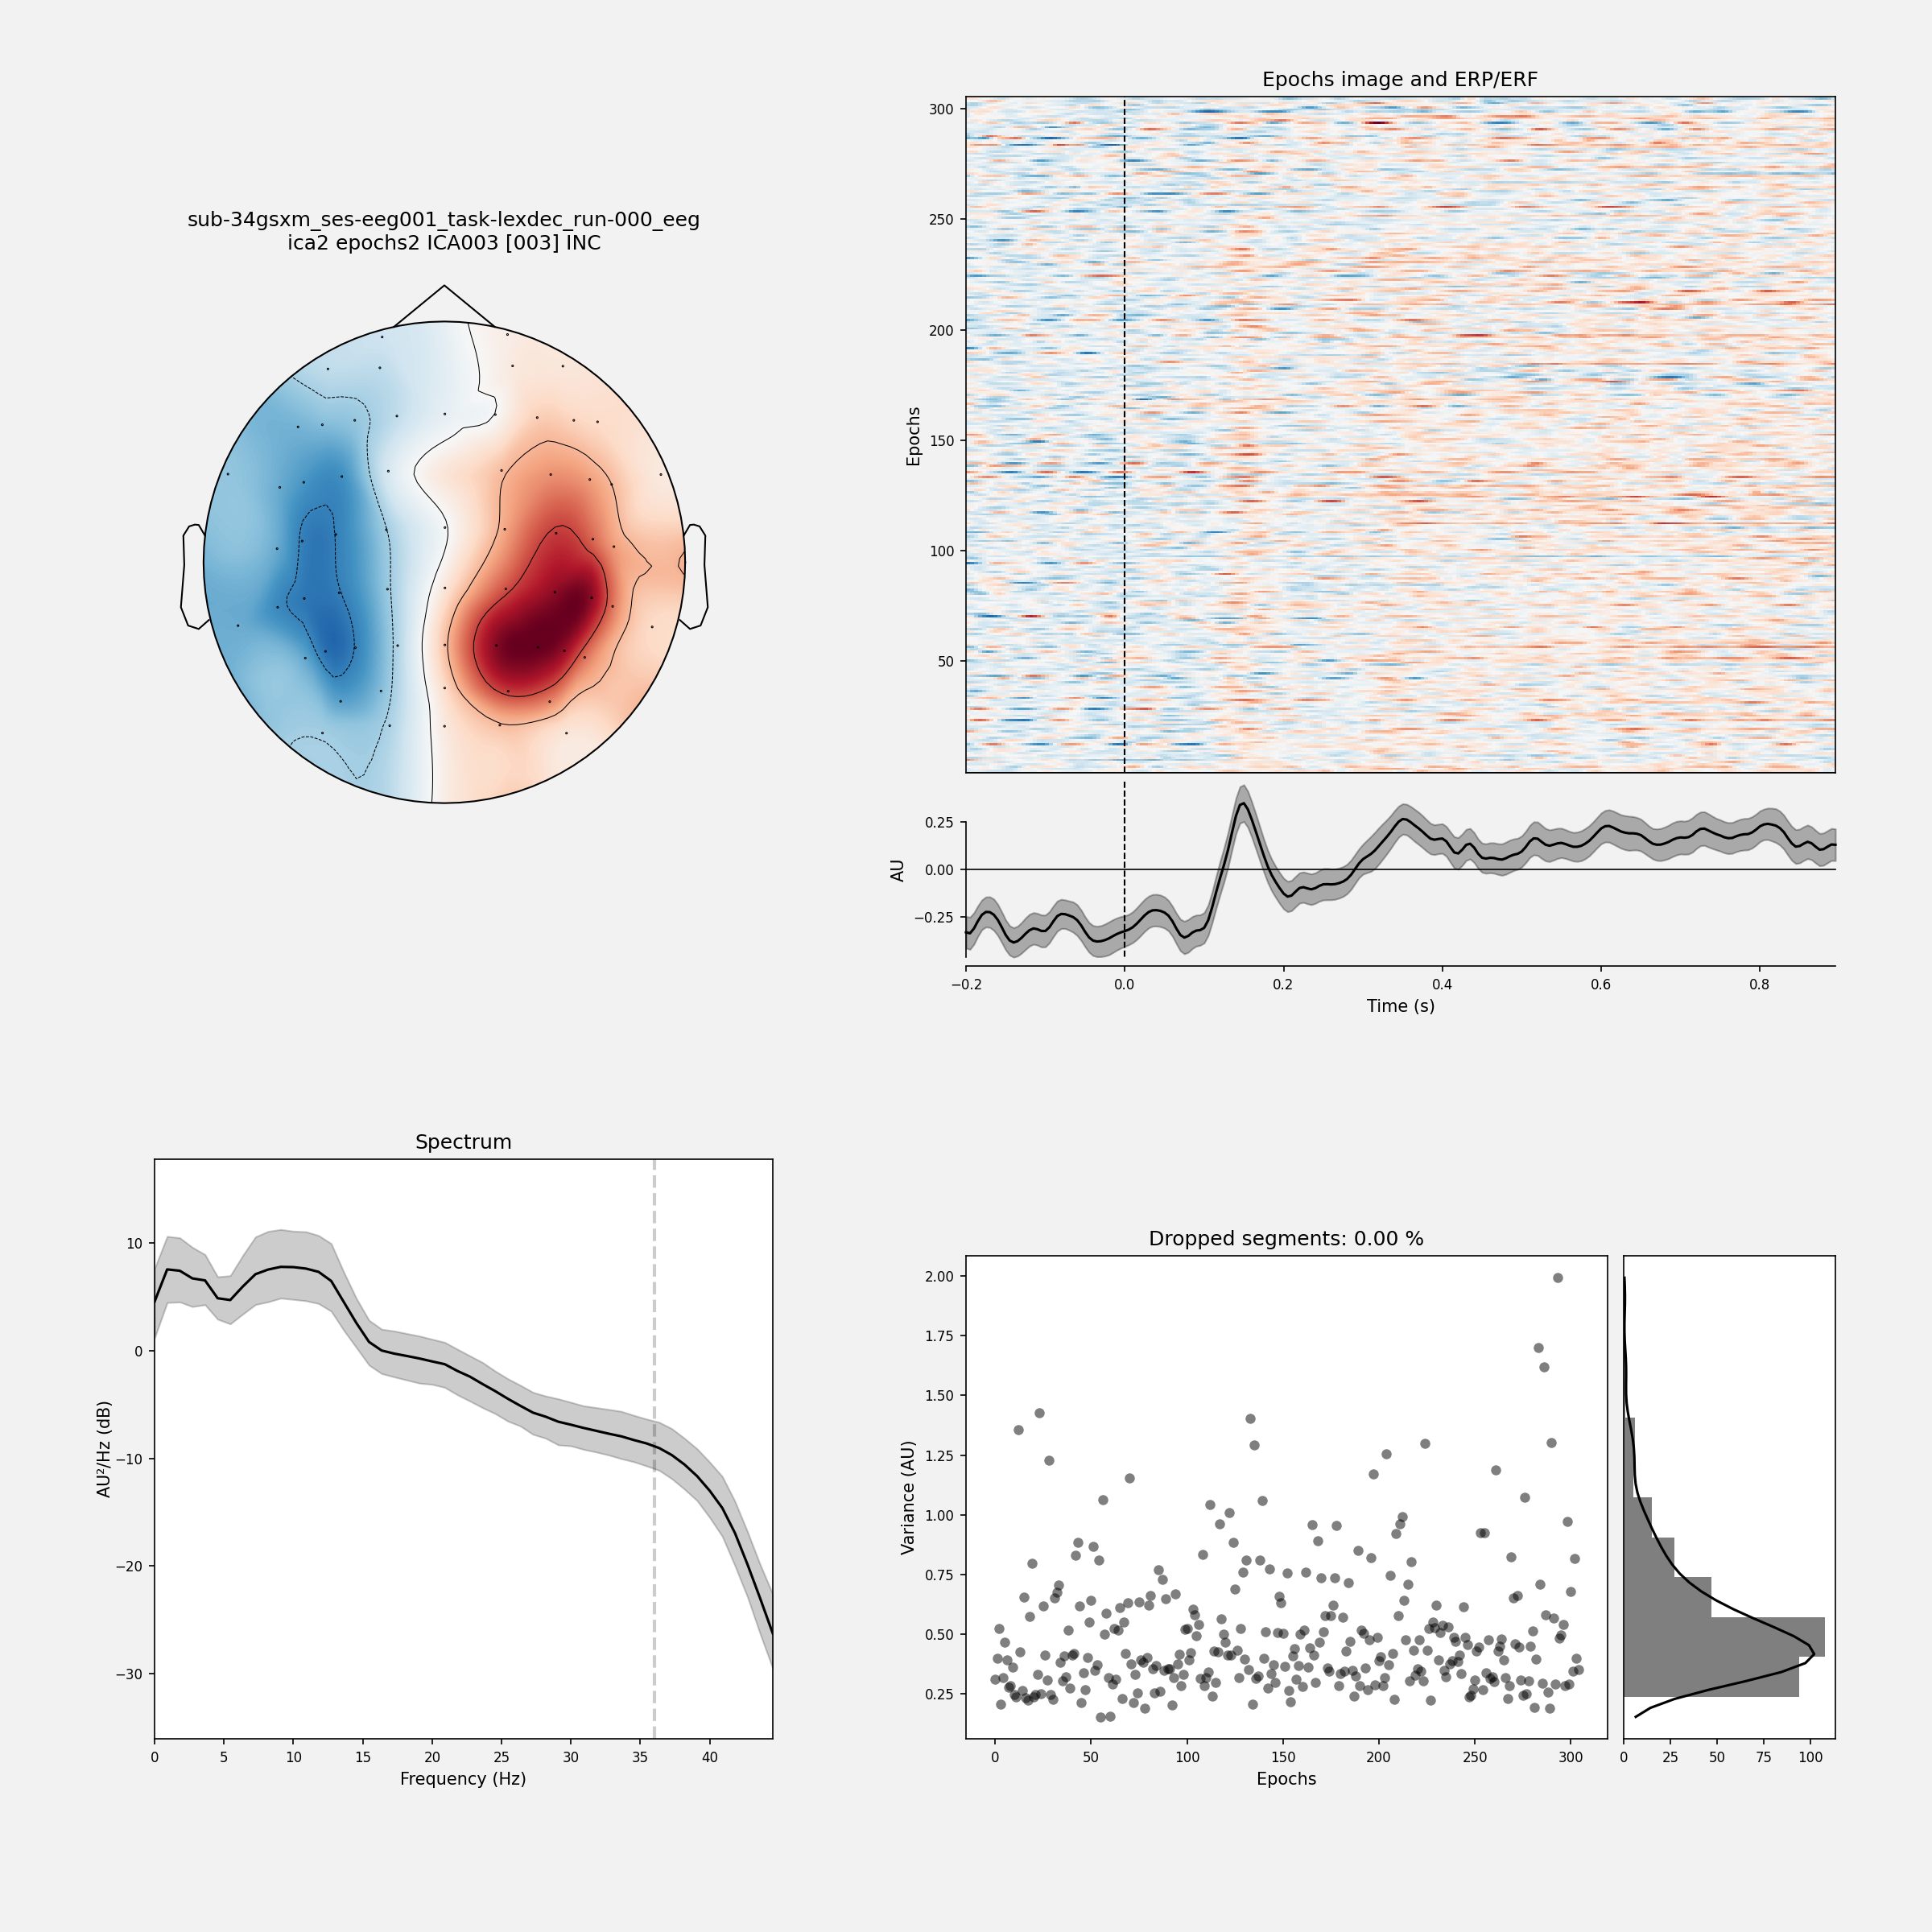 sub-34gsxm_ses-eeg001_task-lexdec_run-000_eeg
ica2 epochs2 ICA003 [003] INC
Epochs image and ERP/ERF
300
250
200
150
100
50
Epochs
0.25
0.00
−0.25
AU
−0.2 0.0 0.2 0.4 0.6 0.8
Time (s)
Spectrum
10
0
−10
−20
−30
AU²/Hz (dB)
0 5 10 15 20 25 30 35 40
Frequency (Hz)
Dropped segments: 0.00 %
2.00
1.75
1.50
1.25
1.00
0.75
0.50
0.25
Variance (AU)
0 50 100 150 200 250 300
Epochs
0 25 50 75 100